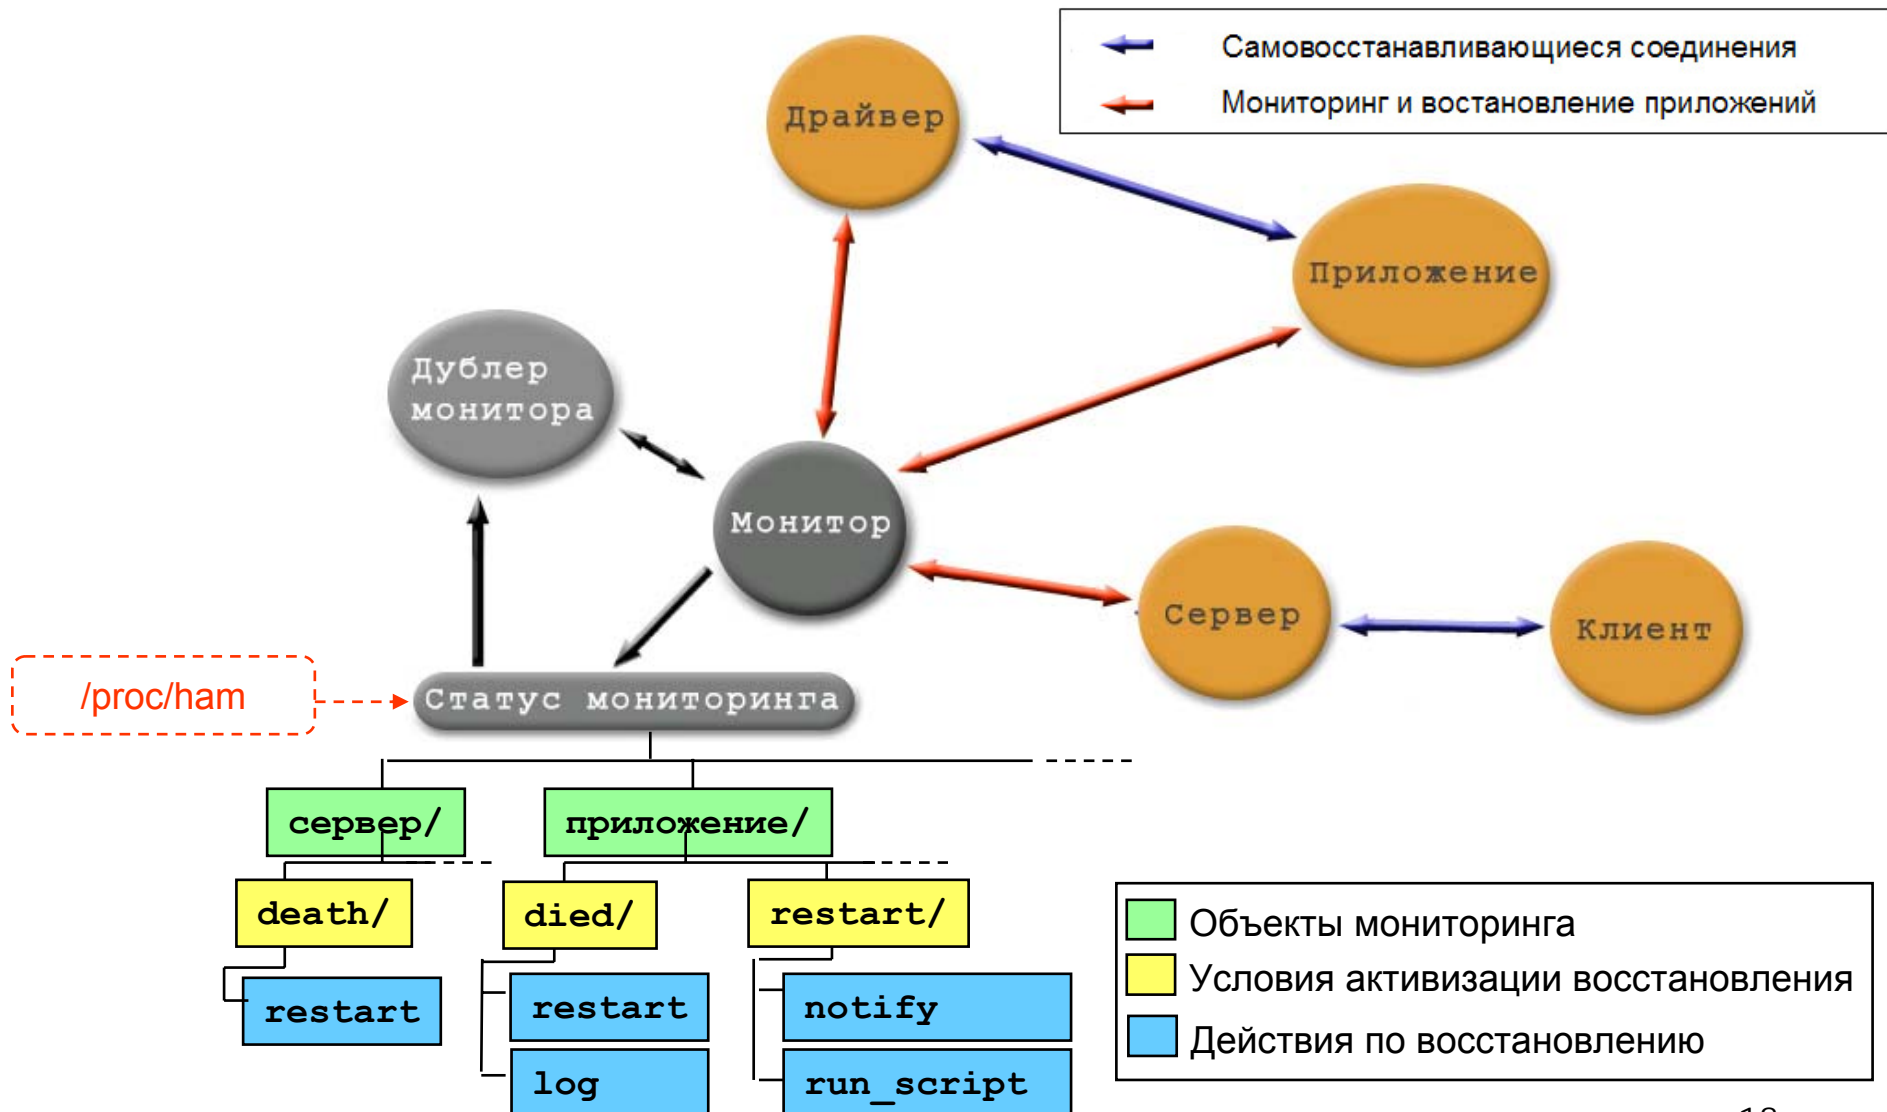 Самовосстанавливающиеся соединения
Мониторинг и востановление приложений
Драйвер
Приложение
Дублер
монитора
Монитор
Сервер
Клиент
/proc/ham
Статус мониторинга
сервер/
приложение/
death/
died/
restart/
restart
restart
notify
log
run_script
Объекты мониторинга
Условия активизации восстановления
Действия по восстановлению